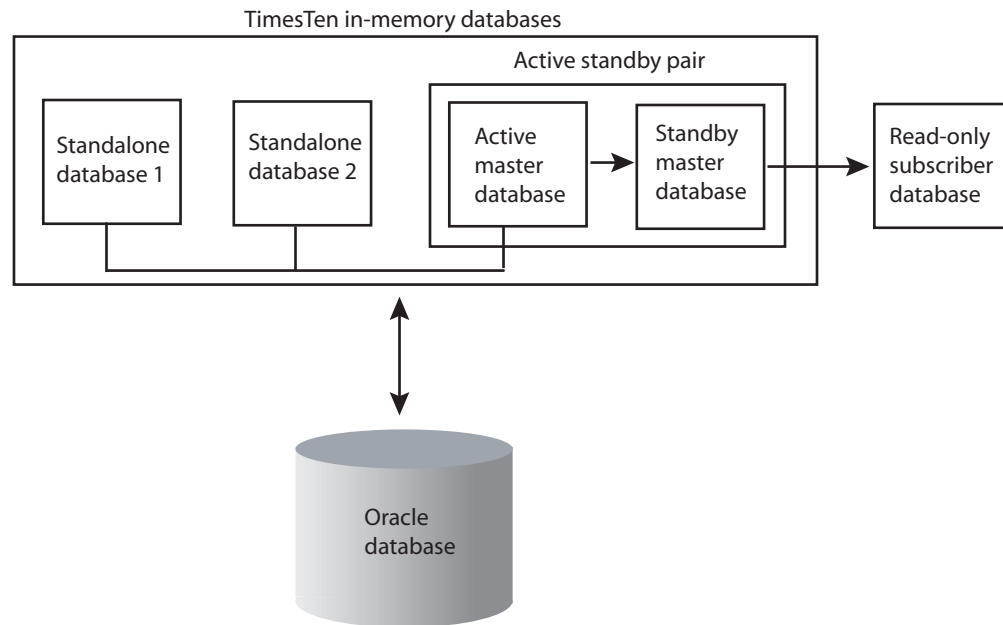 TimesTen in-memory databases
Active standby pair
Standalone
database 1
Standalone
database 2
Active
master
database
Standby
master
database
Read-only
subscriber
database
Oracle
database